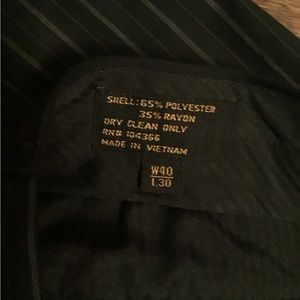 SHELL: 65% POLYESTER
35% RAYON
DRY CLEAN ONLY
RN# 104366
MADE IN VIETNAM
W40
L30